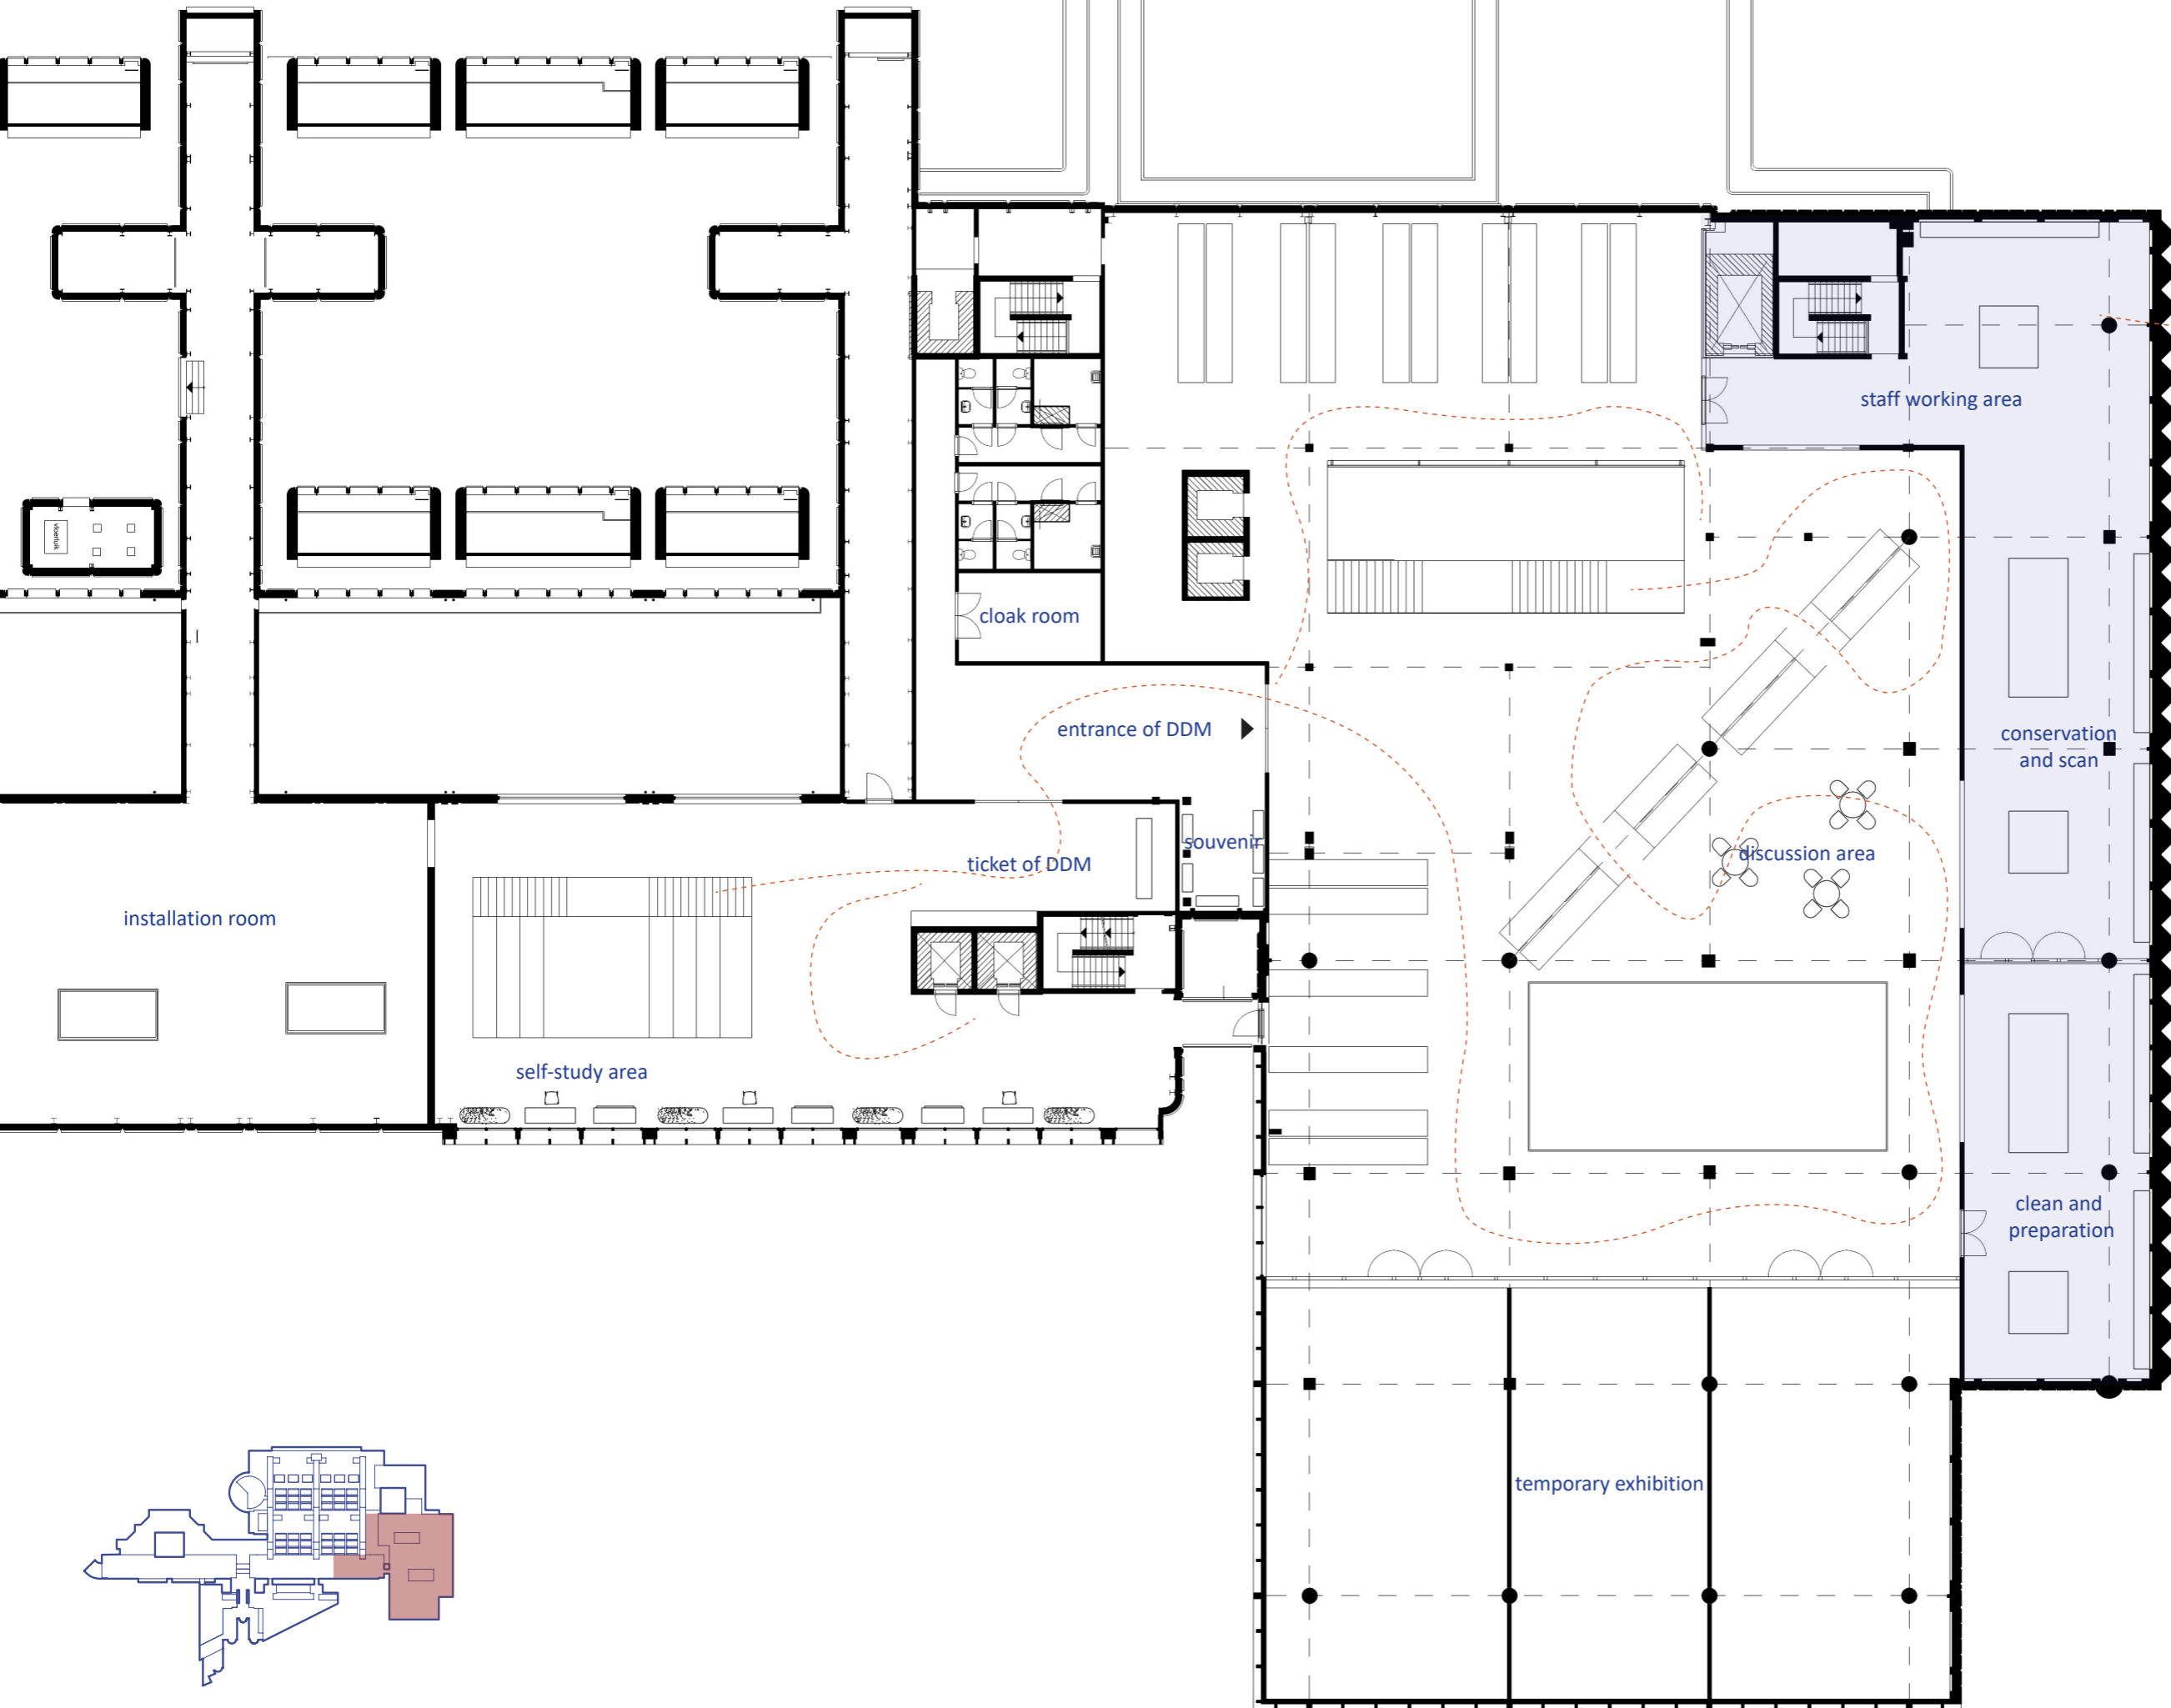 staff working area
cloak room
entrance of DDM
conservation
and scan
souvenir
discussion area
ticket of DDM
installation room
self-study area
clean and
preparation
temporary exhibition